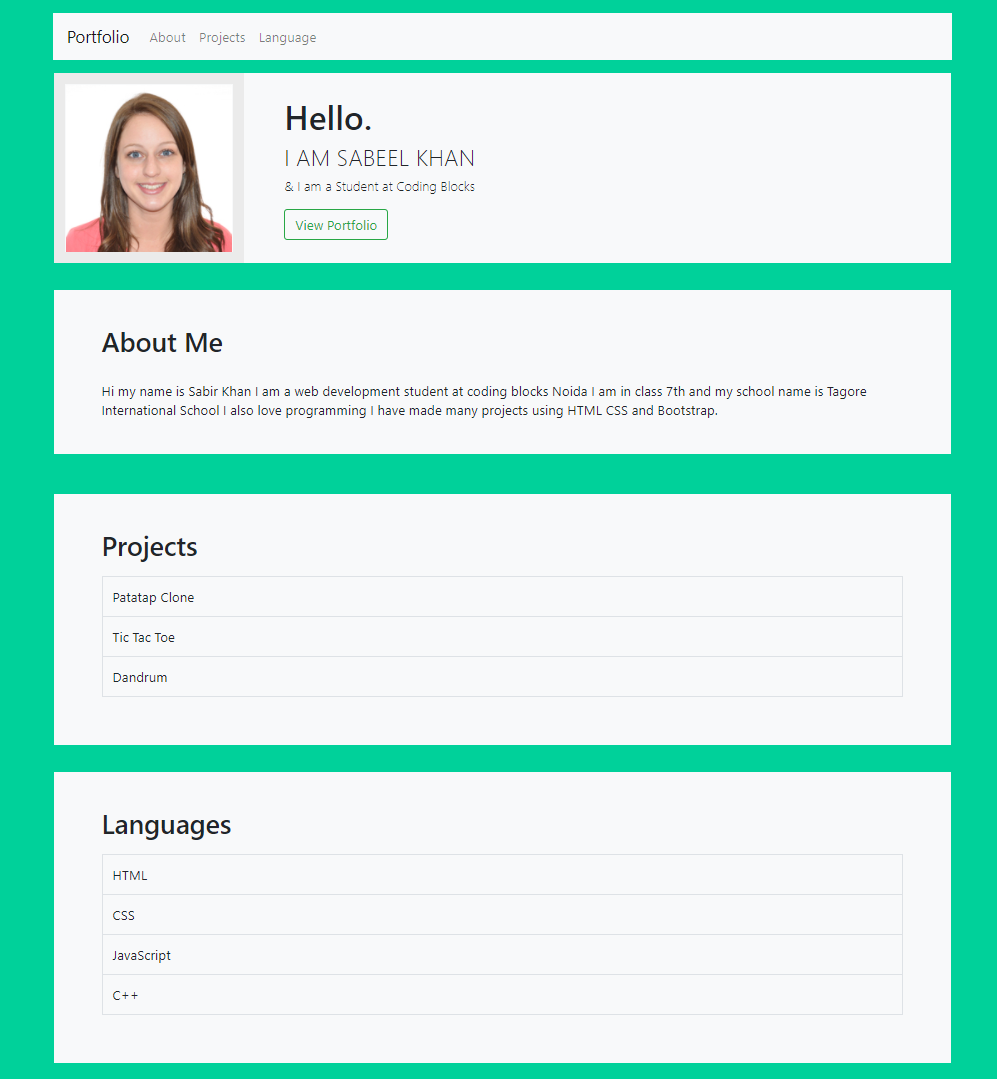 Portfolio About Projects Language
Hello.
I AM SABEEL KHAN
& I am a Student at Coding Blocks
View Portfolio
About Me
Hi my name is Sabir Khan I am a web development student at coding blocks Noida I am in class 7th and my school name is Tagore
International School I also love programming I have made many projects using HTML CSS and Bootstrap.
Projects
Patatap Clone
Tic Tac Toe
Dandrum
Languages
HTML
CSS
JavaScript
C++